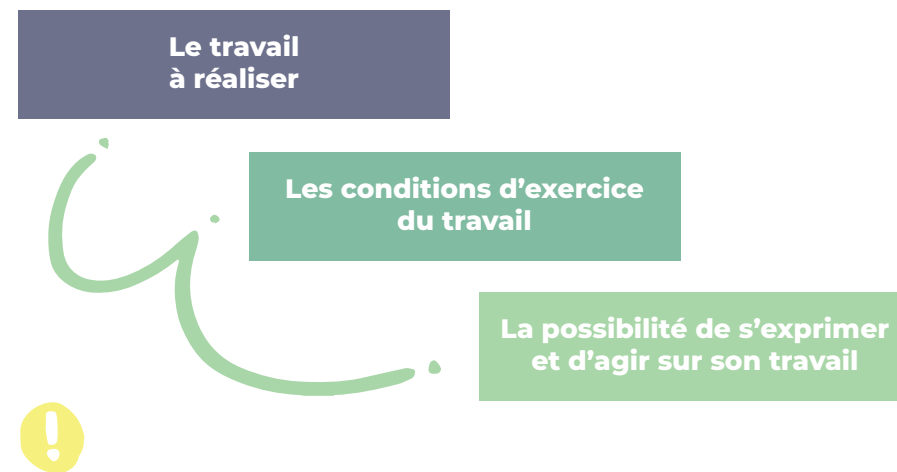 Le travail
à réaliser
Les conditions d’exercice
du travail
La possibilité de s’exprimer
et d’agir sur son travail
!